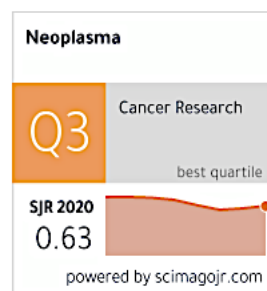 Neoplasma
Q3
Cancer Research
best quartile
SJR 2020
0.63
powered by scimagojr.com